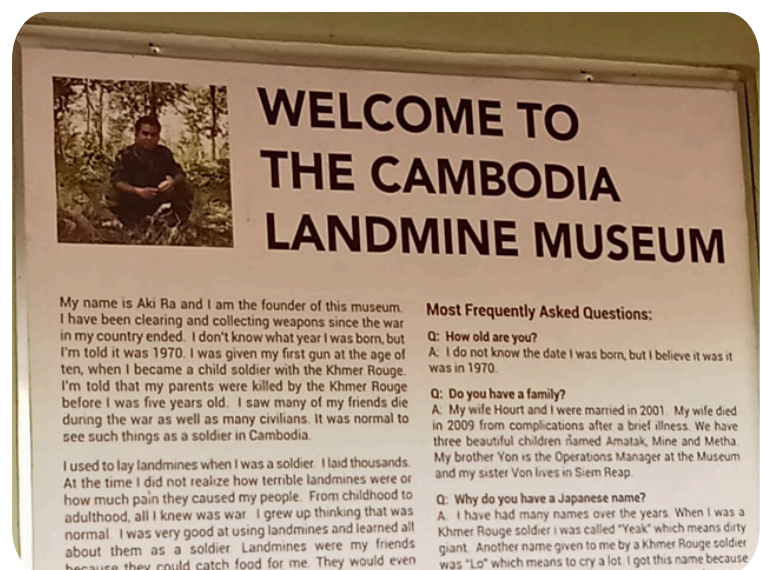 WELCOME TO
THE CAMBODIA
LANDMINE MUSEUM
My name is Aki Ra and I am the founder of this museum.
I have been clearing and collecting weapons since the war
in my country ended. I don't know what year I was born, but
I'm told it was 1970. I was given my first gun at the age of
ten, when I became a child soldier with the Khmer Rouge.
I'm told that my parents were killed by the Khmer Rouge
before I was five years old. I saw many of my friends die
during the war as well as many civilians. It was normal to
see such things as a soldier in Cambodia.
I used to lay landmines when I was a soldier. I laid thousands.
At the time I did not realize how terrible landmines were or
how much pain they caused my people. From childhood to
adulthood, all I knew was war. I grew up thinking that was
normal. I was very good at using landmines and learned all
about them as a soldier. Landmines were my friends
because they could catch food for me. They would even
Most Frequently Asked Questions:
Q: How old are you?
A: I do not know the date I was born, but I believe it was it
was in 1970.
Q: Do you have a family?
A: My wife Hourt and I were married in 2001. My wife died
in 2009 from complications after a brief illness. We have
three beautiful children named Amatak, Mine and Metha.
My brother Yon is the Operations Manager at the Museum
and my sister Von lives in Siem Reap.
Q: Why do you have a Japanese name?
A: I have had many names over the years. When I was a
Khmer Rouge soldier i was called "Yeak" which means dirty
giant. Another name given to me by a Khmer Rouge soldier
was "Lo" which means to cry a lot. I got this name because